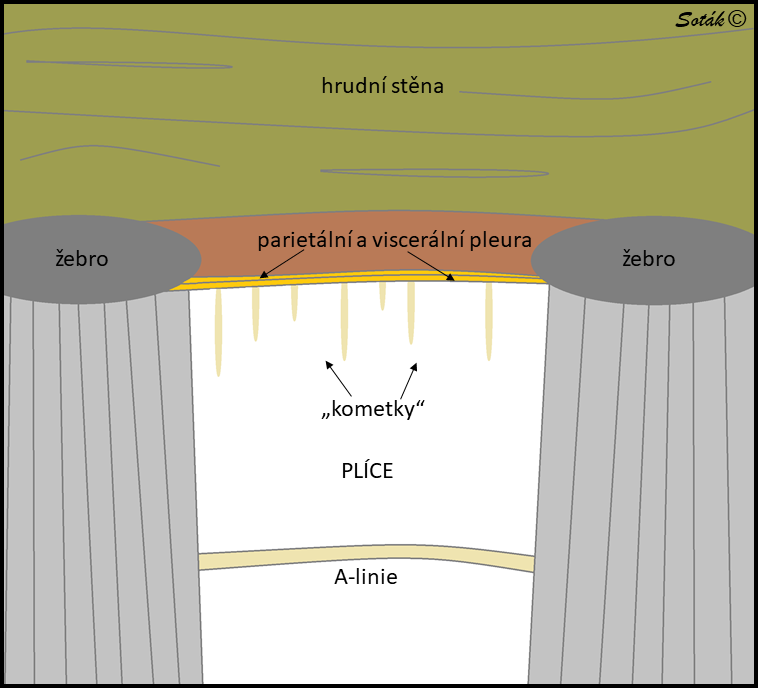 Soták ©
hrudní stěna
parietální a viscerální pleura
žebro
žebro
„kometky“
PLÍCE
A-linie